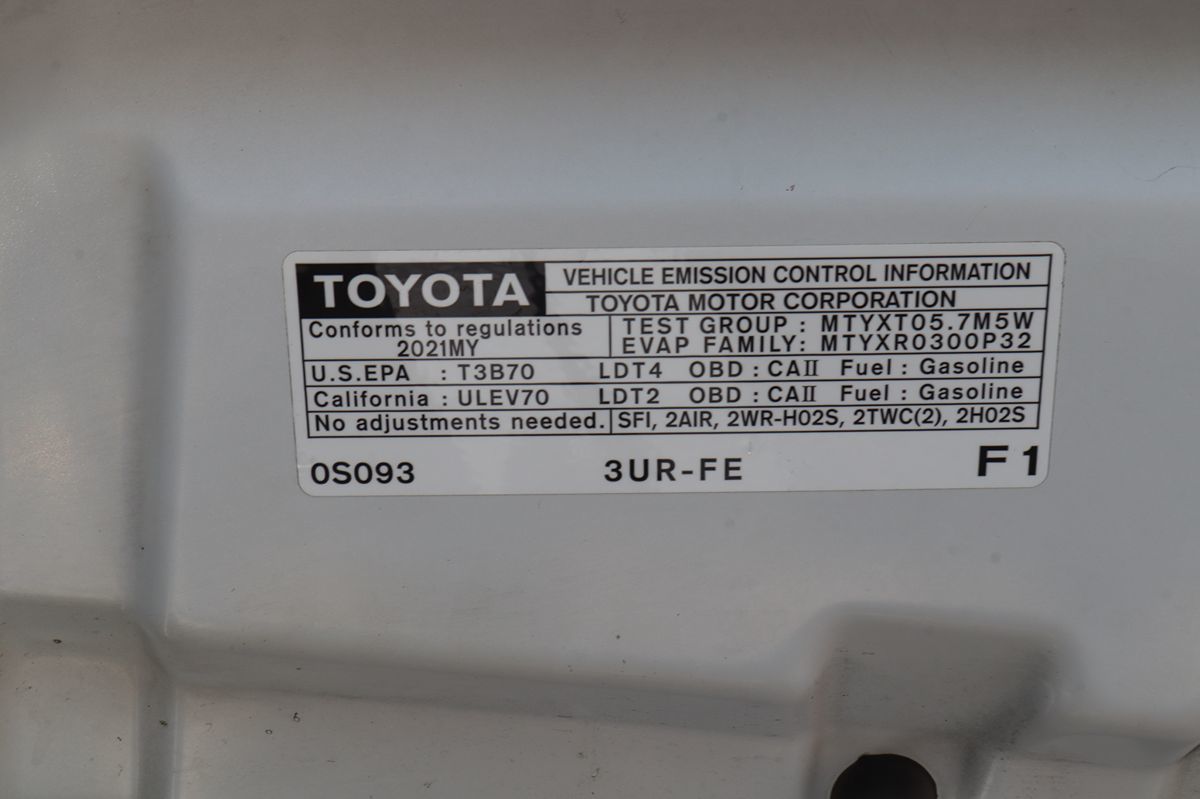 TOYOTA
VEHICLE EMISSION CONTROL INFORMATION
TOYOTA MOTOR CORPORATION
Conforms to regulations
2021MY
TEST GROUP : MTYXT05.7M5W
EVAP FAMILY: MTYXR0300P32
U.S.EPA : T3B70 LDT4 OBD : CAII Fuel : Gasoline
California : ULEV70 LDT2 OBD : CAII Fuel : Gasoline
No adjustments needed. SFI, 2AIR, 2WR-HO2S, 2TWC(2), 2HO2S
0S093 3UR-FE F1